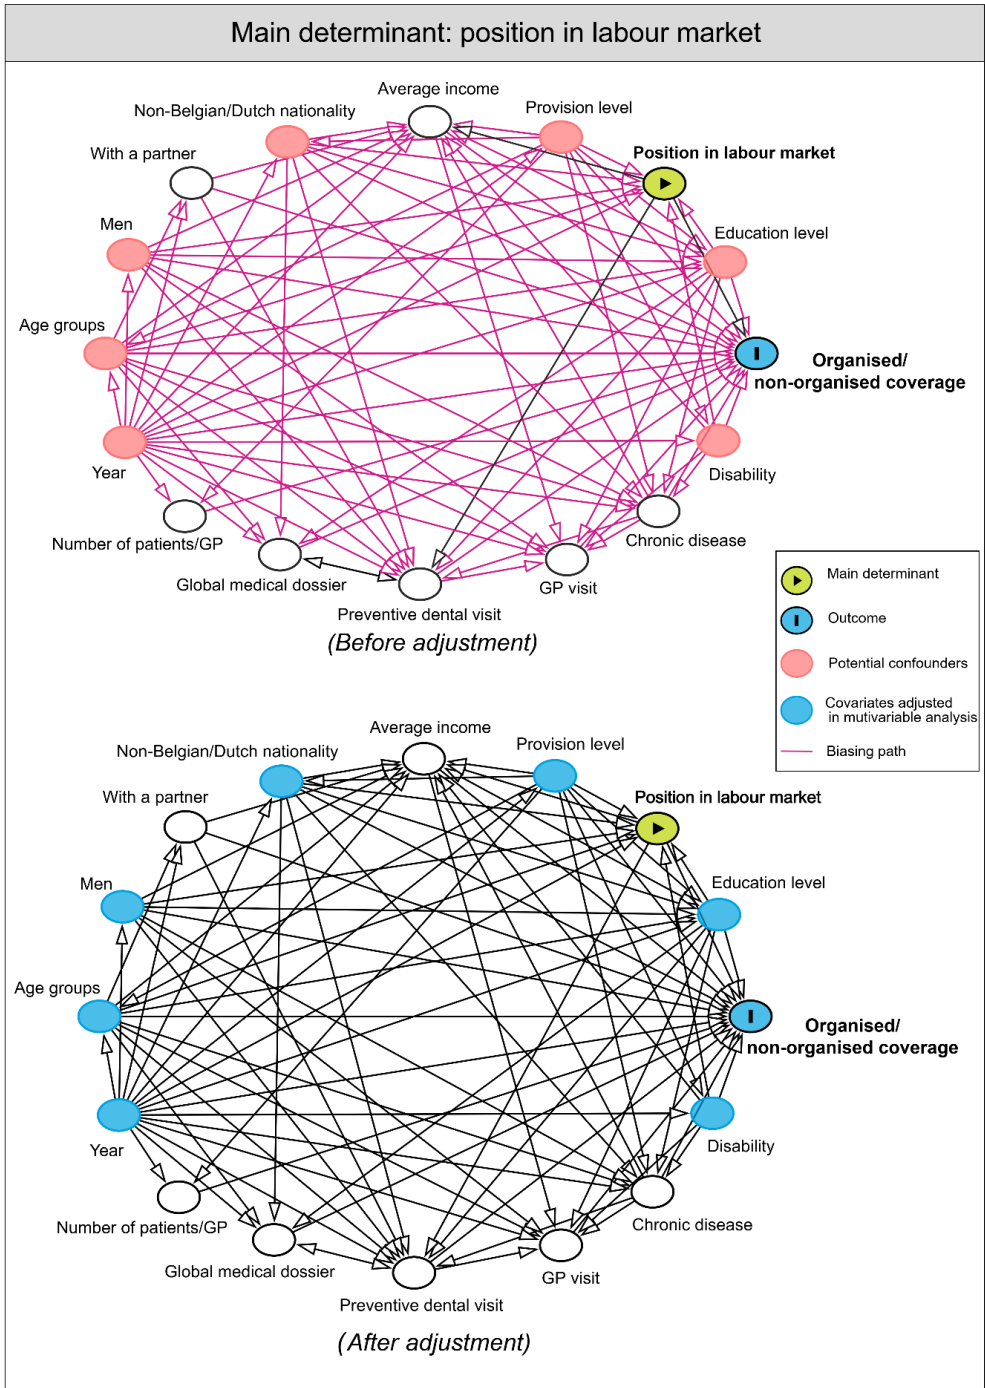 Main determinant: position in labour market
Average income
Non-Belgian/Dutch nationality
Provision level
With a partner
Position in labour market
Men
Education level
Age groups
Organised/
non-organised coverage
Year
Disability
Number of patients/GP
Chronic disease
Global medical dossier
GP visit
Preventive dental visit
(Before adjustment)
Main determinant
Outcome
Potential confounders
Covariates adjusted
in mutivariable analysis
Biasing path
Average income
Non-Belgian/Dutch nationality
Provision level
With a partner
Position in labour market
Men
Education level
Age groups
Organised/
non-organised coverage
Year
Disability
Number of patients/GP
Chronic disease
Global medical dossier
GP visit
Preventive dental visit
(After adjustment)